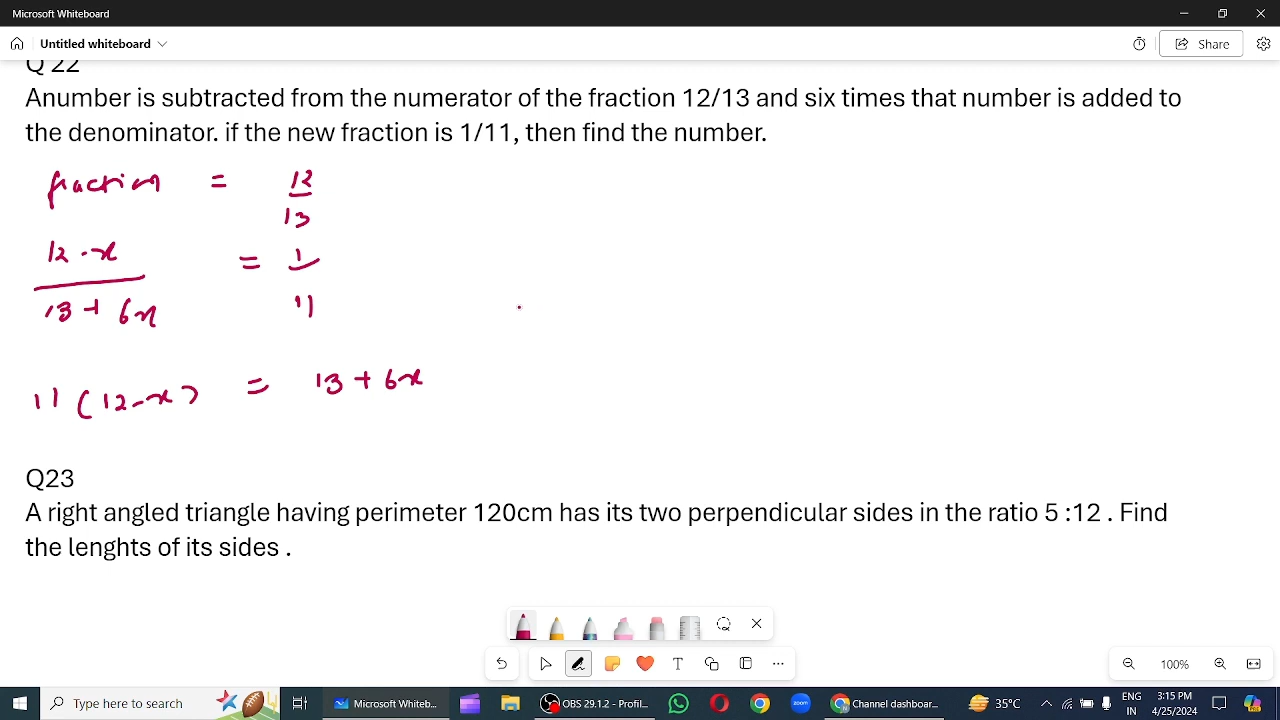 Microsoft Whiteboard
Untitled whiteboard
Share
Q 22
Anumber is subtracted from the numerator of the fraction 12/13 and six times that number is added to
the denominator. if the new fraction is 1/11, then find the number.
fraction = 12
13
12 - x = 1
13 + 6x 11
11 (12-x) = 13 + 6x
Q23
A right angled triangle having perimeter 120cm has its two perpendicular sides in the ratio 5 :12 . Find
the lenghts of its sides .
100%
Type here to search
Microsoft Whiteb...
OBS 29.1.2 - Profil...
zoom
Channel dashboar...
35°C
ENG
IN
3:15 PM
4/25/2024